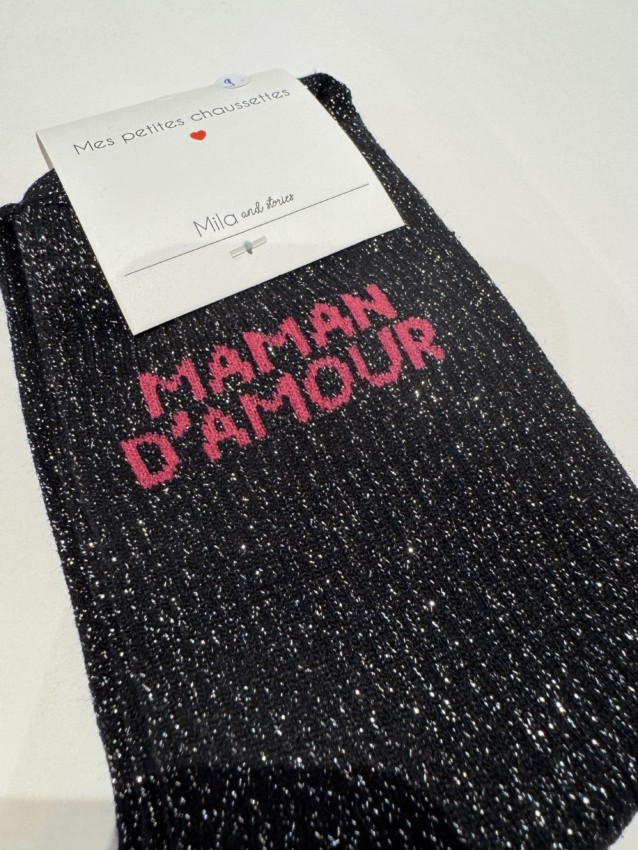 Mes petites chaussettes
Mila and stories
MAMAN
D'AMOUR